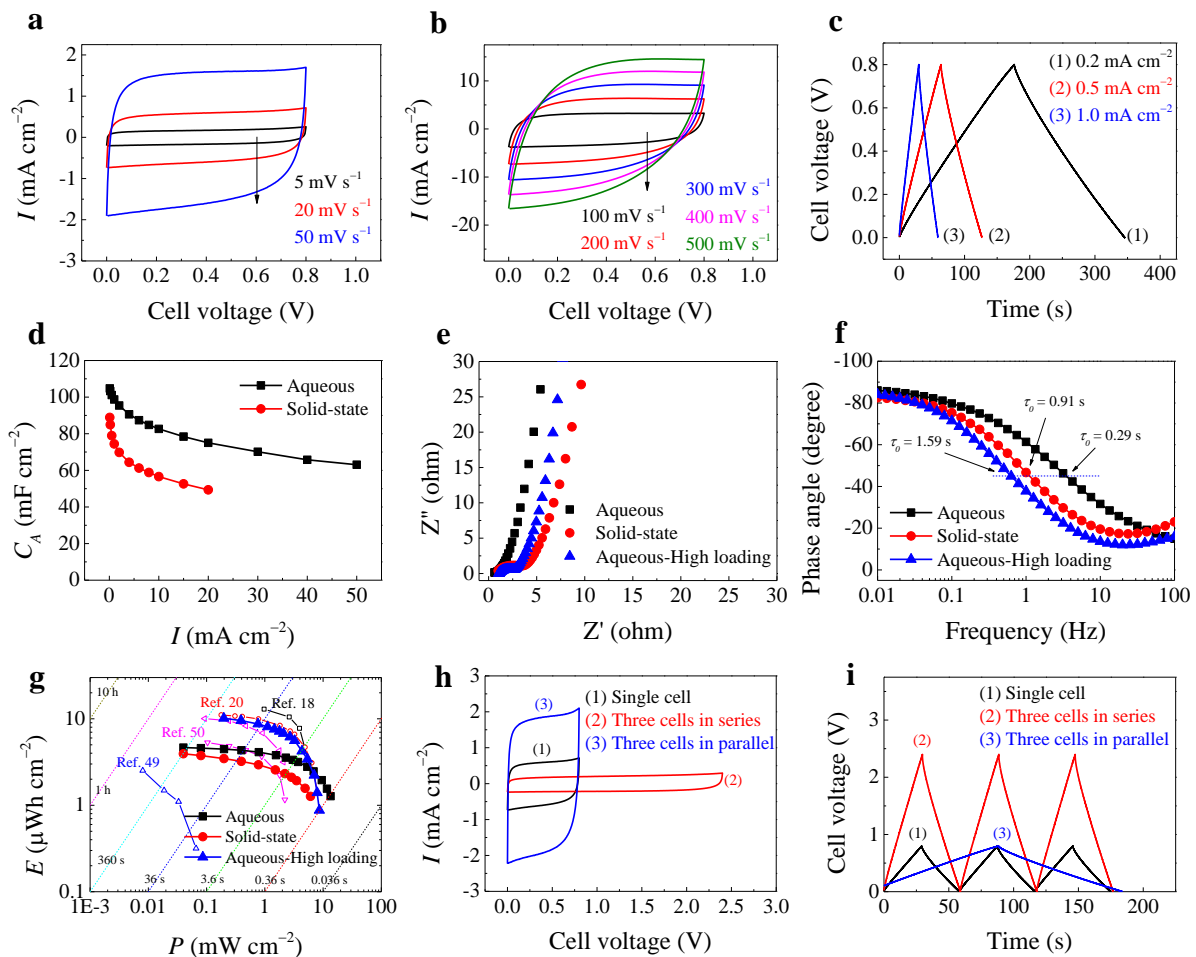 a
2
1
0
-1
-2
-3
I (mA cm⁻²)
5 mV s⁻¹
20 mV s⁻¹
50 mV s⁻¹
0.0 0.2 0.4 0.6 0.8 1.0
Cell voltage (V)
b
20
10
0
-10
-20
I (mA cm⁻²)
300 mV s⁻¹
100 mV s⁻¹ 400 mV s⁻¹
200 mV s⁻¹ 500 mV s⁻¹
0.0 0.2 0.4 0.6 0.8 1.0
Cell voltage (V)
c
1.2
0.8
0.4
0.0
Cell voltage (V)
(1) 0.2 mA cm⁻²
(2) 0.5 mA cm⁻²
(3) 1.0 mA cm⁻²
(3) (2) (1)
0 100 200 300 400
Time (s)
d
120
100
80
60
40
20
0
C_A (mF cm⁻²)
Aqueous
Solid-state
0 10 20 30 40 50
I (mA cm⁻²)
e
30
25
20
15
10
5
0
Z'' (ohm)
Aqueous
Solid-state
Aqueous-High loading
0 5 10 15 20 25 30
Z' (ohm)
f
-100
-80
-60
-40
-20
0
Phase angle (degree)
τ₀ = 0.91 s
τ₀ = 1.59 s
τ₀ = 0.29 s
Aqueous
Solid-state
Aqueous-High loading
0.01 0.1 1 10 100
Frequency (Hz)
g
10
1
0.1
E (μWh cm⁻²)
10 h
Ref. 20 Ref. 18
Ref. 50
Ref. 49
1 h
Aqueous
Solid-state
Aqueous-High loading
360 s
36 s 3.6 s 0.36 s 0.036 s
1E-3 0.01 0.1 1 10 100
P (mW cm⁻²)
h
3
2
1
0
-1
-2
-3
I (mA cm⁻²)
(1) Single cell
(2) Three cells in series
(3) Three cells in parallel
(3)
(1)
(2)
0.0 0.6 1.2 1.8 2.4 3.0
Cell voltage (V)
i
3
2
1
0
Cell voltage (V)
(1) Single cell
(2) Three cells in series
(3) Three cells in parallel
(2)
(1) (3)
0 50 100 150 200
Time (s)